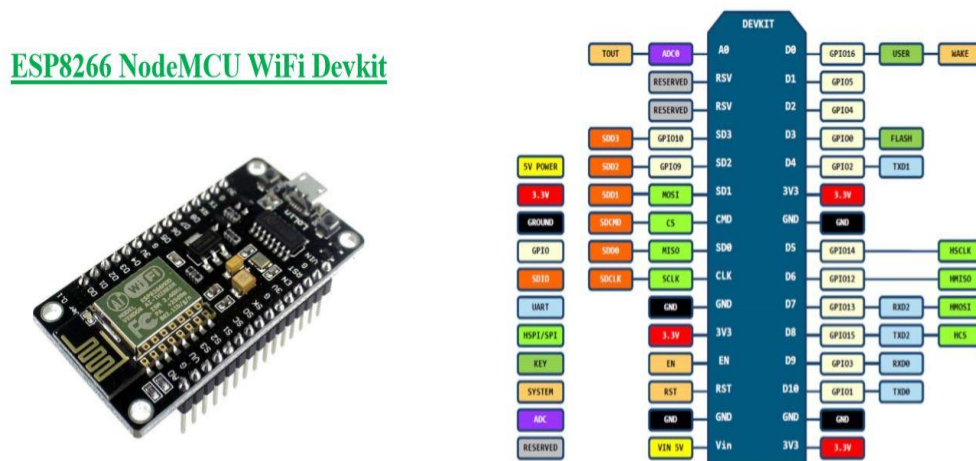 ESP8266 NodeMCU WiFi Devkit
DEVKIT
TOUT ADC0 A0 D0 GPIO16 USER WAKE
RESERVED RSV D1 GPIO5
RESERVED RSV D2 GPIO4
SDD3 GPIO10 SD3 D3 GPIO0 FLASH
5V POWER SDD2 GPIO9 SD2 D4 GPIO2 TXD1
3.3V SDD1 MOSI SD1 3V3 3.3V
GROUND SDCMD CS CMD GND GND
GPIO SDD0 MISO SD0 D5 GPIO14 HSCLK
SDIO SDCLK SCLK CLK D6 GPIO12 HMISO
UART GND GND D7 GPIO13 RXD2 HMOSI
HSPI/SPI 3.3V 3V3 D8 GPIO15 TXD2 HCS
KEY EN EN D9 GPIO3 RXD0
SYSTEM RST RST D10 GPIO1 TXD0
ADC GND GND GND GND
RESERVED VIN 5V Vin 3V3 3.3V
LoLin
WiFi